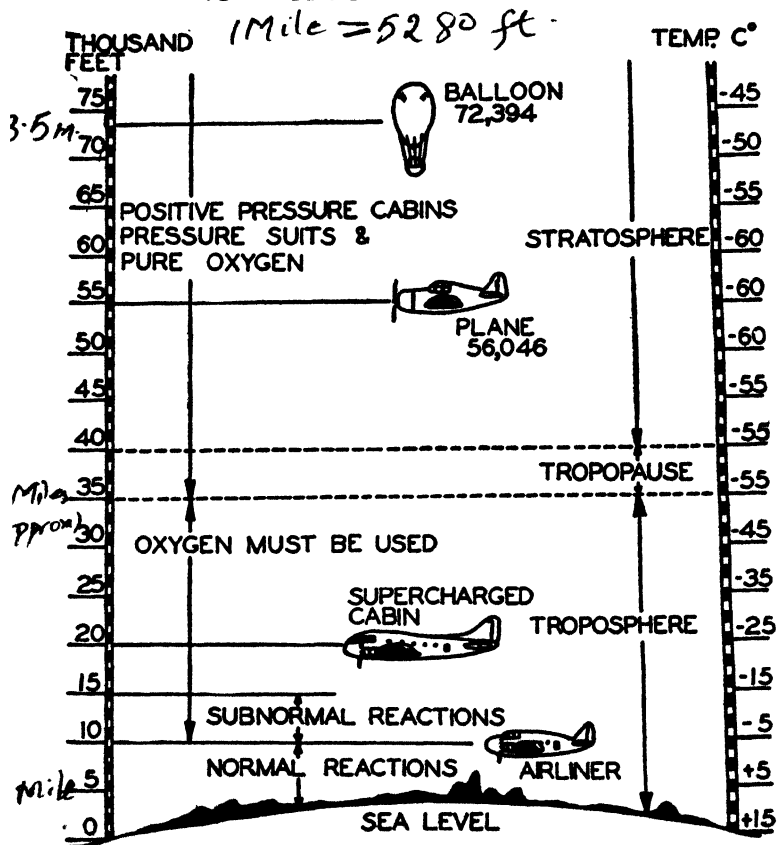 1 Mile = 5280 ft.
THOUSAND
FEET
TEMP. C°
75
70
65
60
55
50
45
40
35
30
25
20
15
10
5
0
3.5 m.
Miles
pprox
Mile
BALLOON
72,394
POSITIVE PRESSURE CABINS
PRESSURE SUITS &
PURE OXYGEN
STRATOSPHERE
PLANE
56,046
TROPOPAUSE
OXYGEN MUST BE USED
SUPERCHARGED
CABIN
TROPOSPHERE
SUBNORMAL REACTIONS
NORMAL REACTIONS
AIRLINER
SEA LEVEL
-45
-50
-55
-60
-60
-60
-55
-55
-55
-45
-35
-25
-15
-5
+5
+15